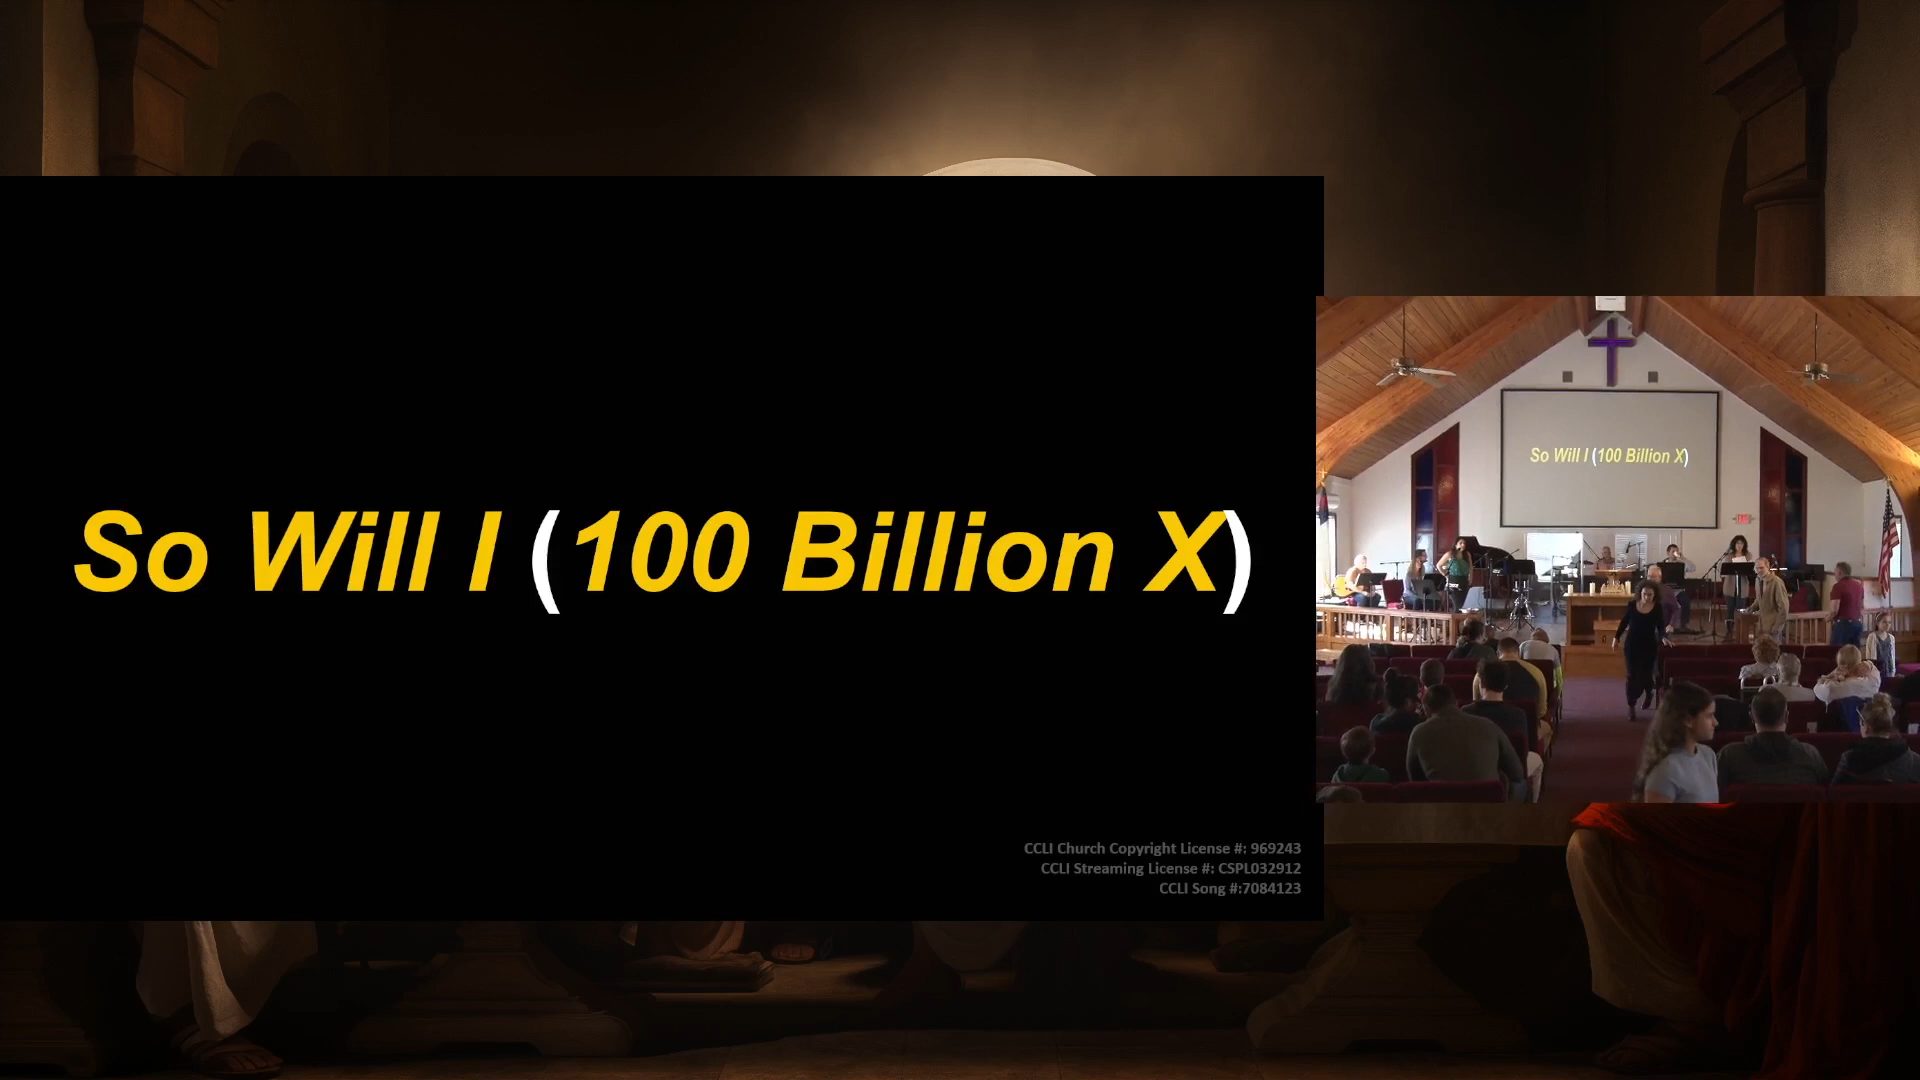 So Will I (100 Billion X)
CCLI Church Copyright License #: 969243
CCLI Streaming License #: CSPL032912
CCLI Song #:7084123
So Will I (100 Billion X)